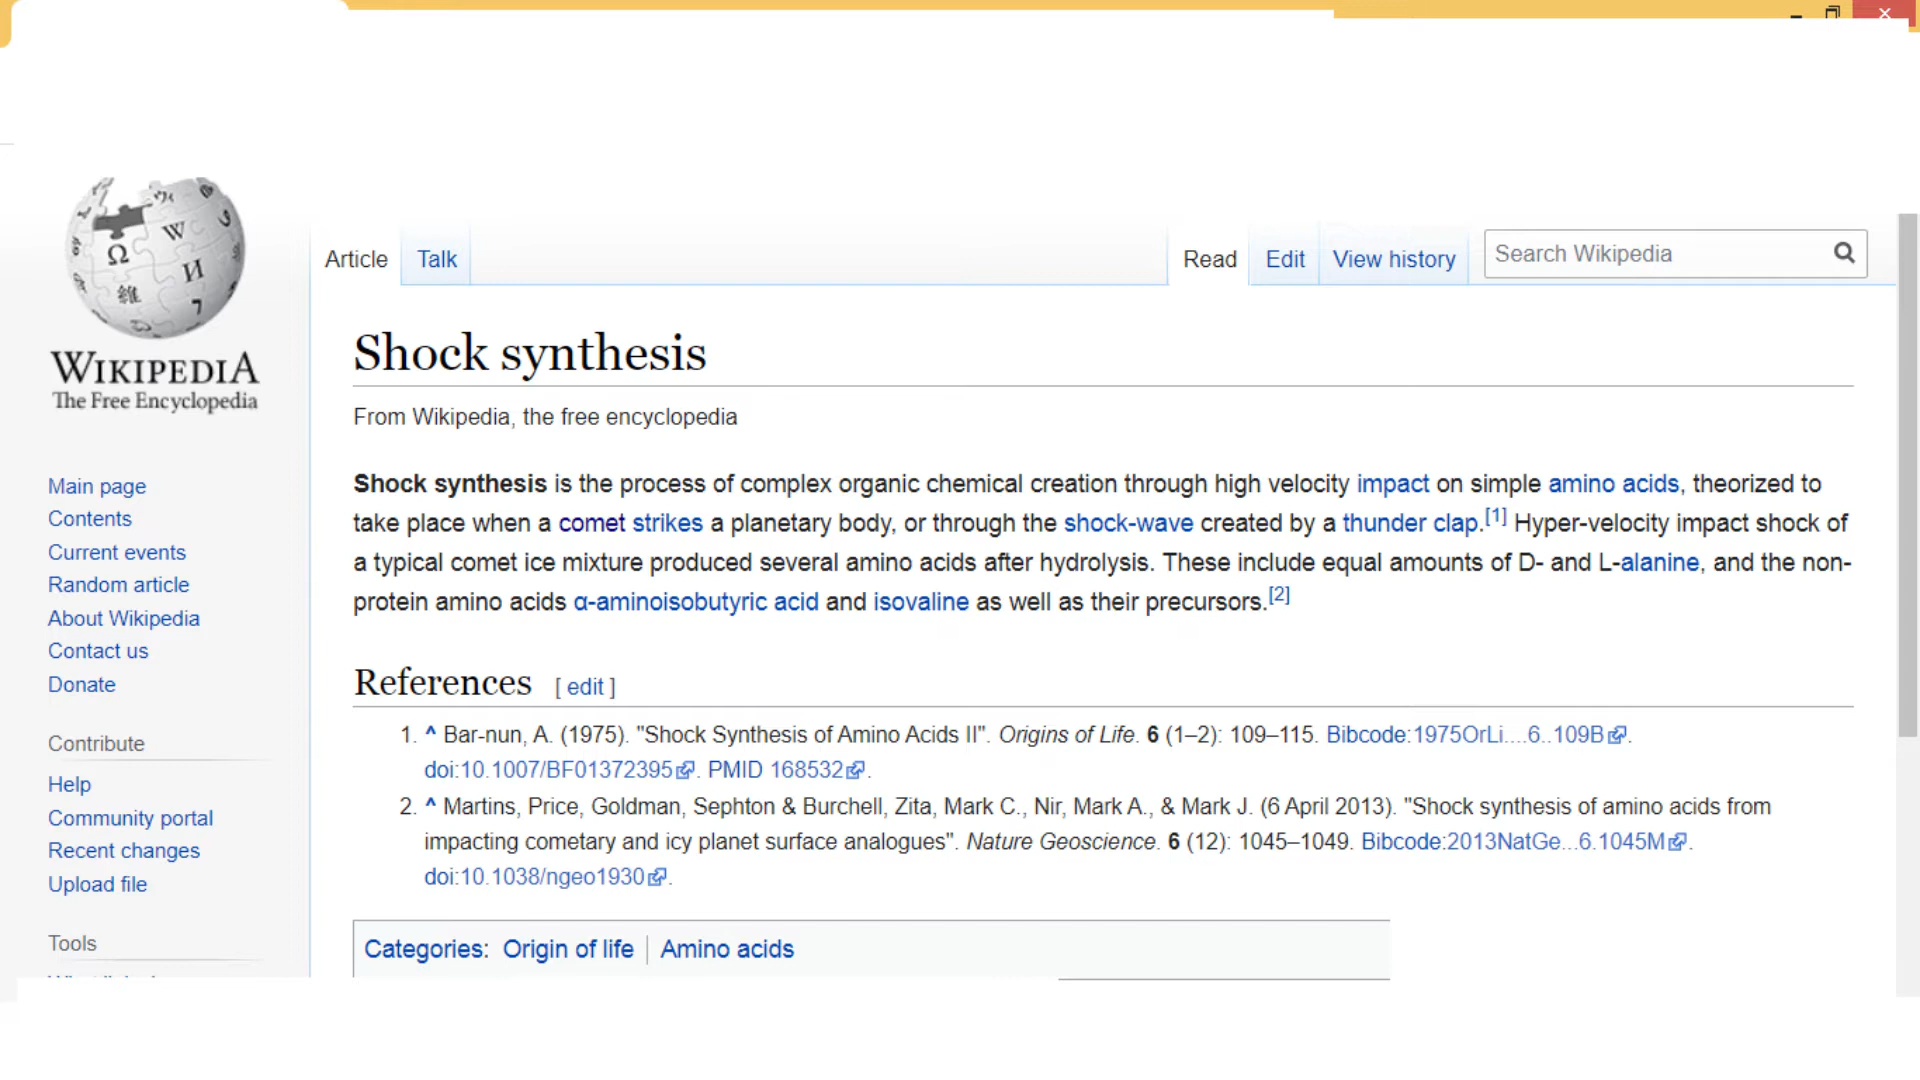 WIKIPEDIA
The Free Encyclopedia
Main page
Contents
Current events
Random article
About Wikipedia
Contact us
Donate
Contribute
Help
Community portal
Recent changes
Upload file
Tools
Article Talk Read Edit View history Search Wikipedia
Shock synthesis
From Wikipedia, the free encyclopedia
Shock synthesis is the process of complex organic chemical creation through high velocity impact on simple amino acids, theorized to
take place when a comet strikes a planetary body, or through the shock-wave created by a thunder clap.[1] Hyper-velocity impact shock of
a typical comet ice mixture produced several amino acids after hydrolysis. These include equal amounts of D- and L-alanine, and the non-
protein amino acids α-aminoisobutyric acid and isovaline as well as their precursors.[2]
References [ edit ]
1. ^ Bar-nun, A. (1975). "Shock Synthesis of Amino Acids II". Origins of Life. 6 (1–2): 109–115. Bibcode:1975OrLi....6..109B.
doi:10.1007/BF01372395. PMID 168532.
2. ^ Martins, Price, Goldman, Sephton & Burchell, Zita, Mark C., Nir, Mark A., & Mark J. (6 April 2013). "Shock synthesis of amino acids from
impacting cometary and icy planet surface analogues". Nature Geoscience. 6 (12): 1045–1049. Bibcode:2013NatGe...6.1045M.
doi:10.1038/ngeo1930.
Categories: Origin of life | Amino acids